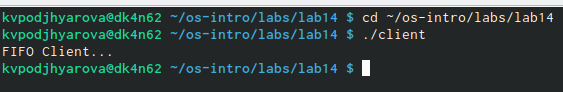 kvpodjhyarova@dk4n62 ~/os-intro/labs/lab14 $ cd ~/os-intro/labs/lab14
kvpodjhyarova@dk4n62 ~/os-intro/labs/lab14 $ ./client
FIFO Client...
kvpodjhyarova@dk4n62 ~/os-intro/labs/lab14 $